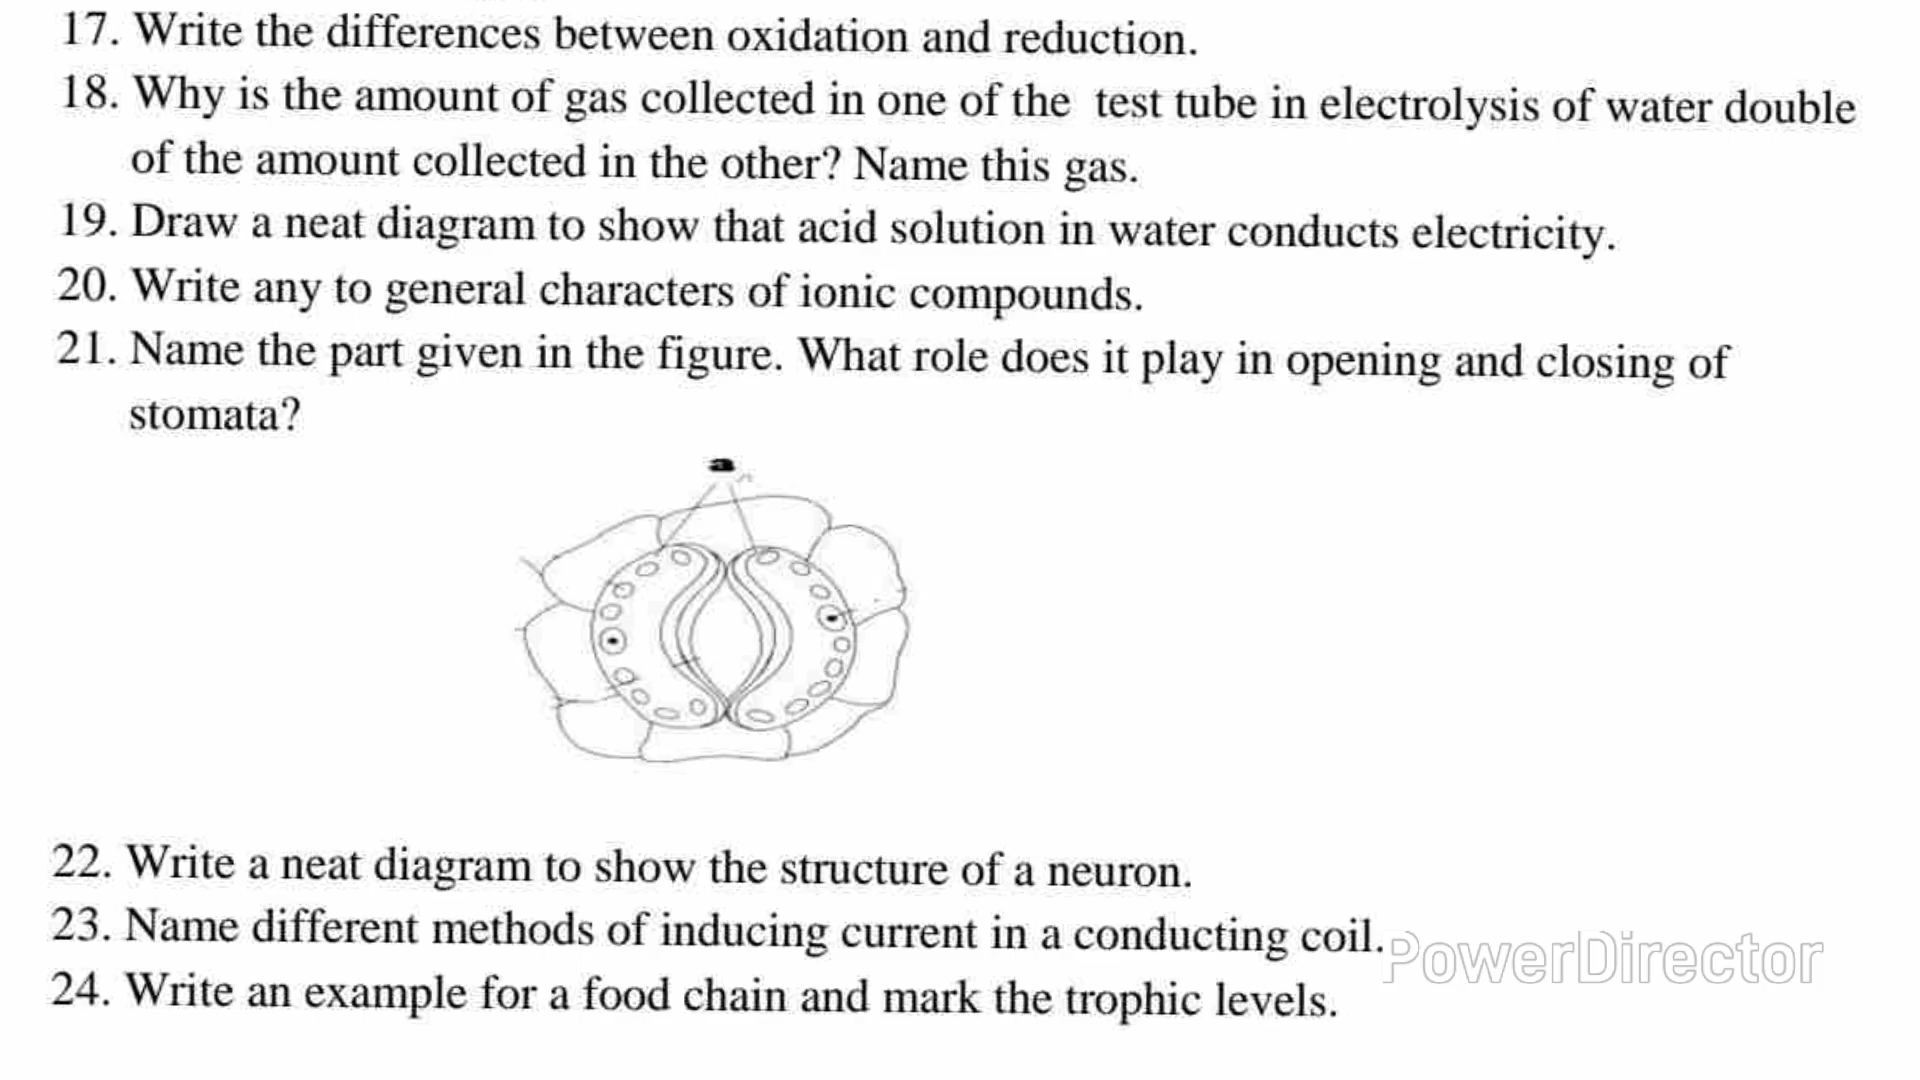 17. Write the differences between oxidation and reduction.
18. Why is the amount of gas collected in one of the test tube in electrolysis of water double
of the amount collected in the other? Name this gas.
19. Draw a neat diagram to show that acid solution in water conducts electricity.
20. Write any to general characters of ionic compounds.
21. Name the part given in the figure. What role does it play in opening and closing of
stomata?
a
22. Write a neat diagram to show the structure of a neuron.
23. Name different methods of inducing current in a conducting coil.
PowerDirector
24. Write an example for a food chain and mark the trophic levels.